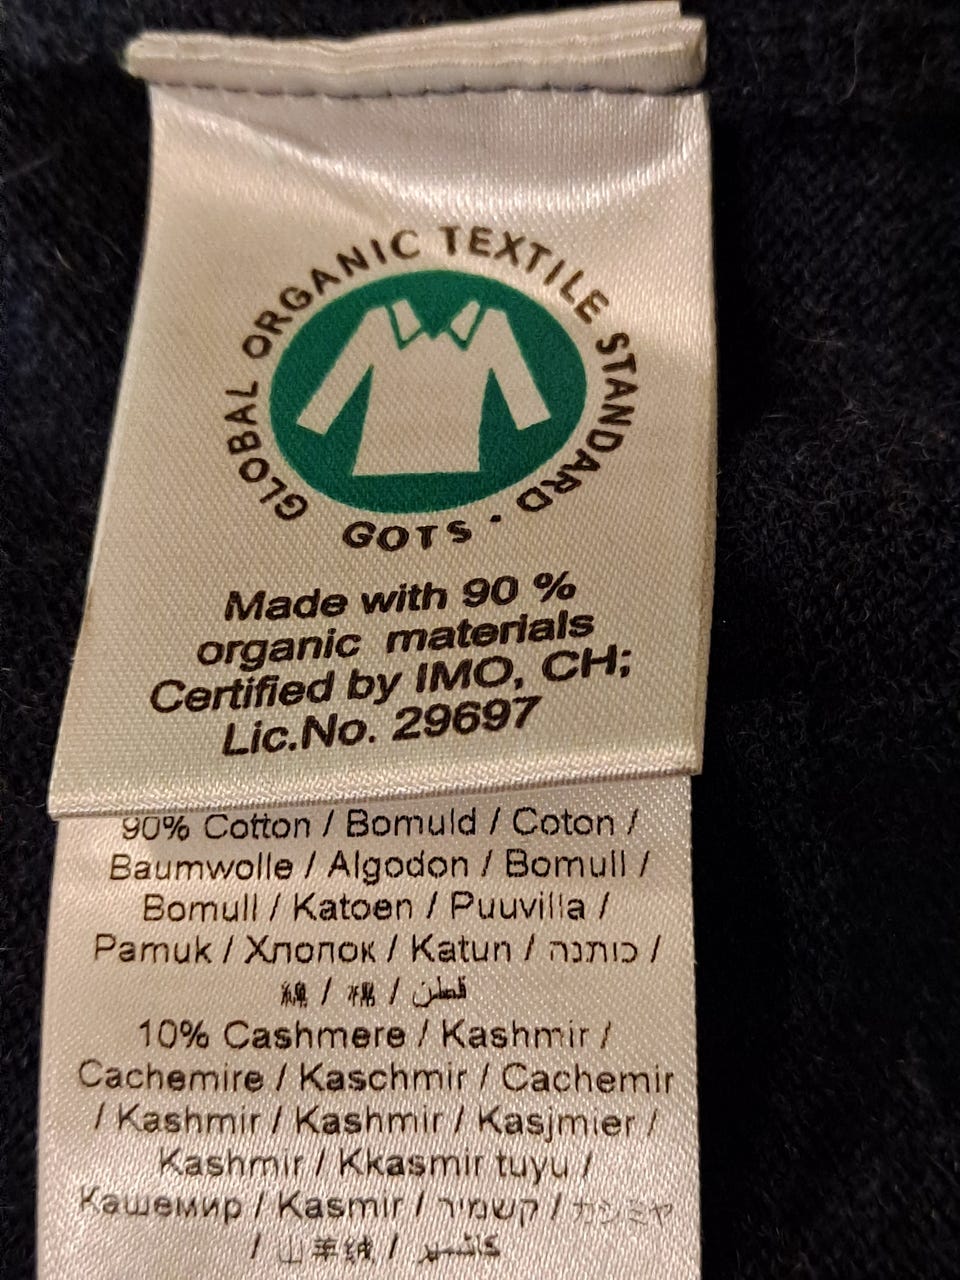 GLOBAL ORGANIC TEXTILE STANDARD · GOTS
Made with 90 %
organic materials
Certified by IMO, CH;
Lic.No. 29697
90% Cotton / Bomuld / Coton /
Baumwolle / Algodon / Bomull /
Bomull / Katoen / Puuvilla /
Pamuk / Хлопок / Katun / כותנה /
綿 / 棉 / قطن
10% Cashmere / Kashmir /
Cachemire / Kaschmir / Cachemir
/ Kashmir / Kashmir / Kasjmier /
Kashmir / Kkasmir tuyu /
Кашемир / Kasmir / קשמיר / カシミヤ
/ 山羊绒 / كاشمير